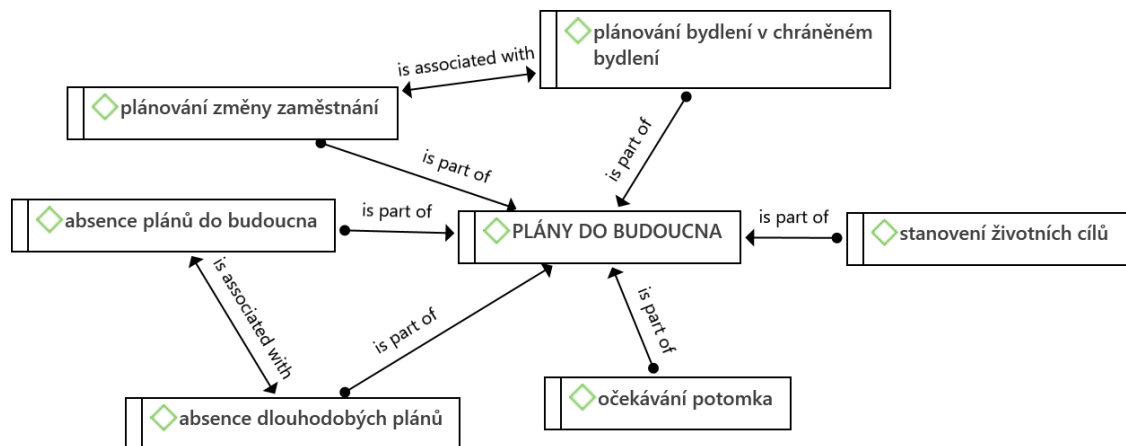 plánování bydlení v chráněném
bydlení
is associated with
plánování změny zaměstnání
is part of
is part of
absence plánů do budoucna
is part of
PLÁNY DO BUDOUCNA
is part of
stanovení životních cílů
is associated with
is part of
is part of
očekávání potomka
absence dlouhodobých plánů